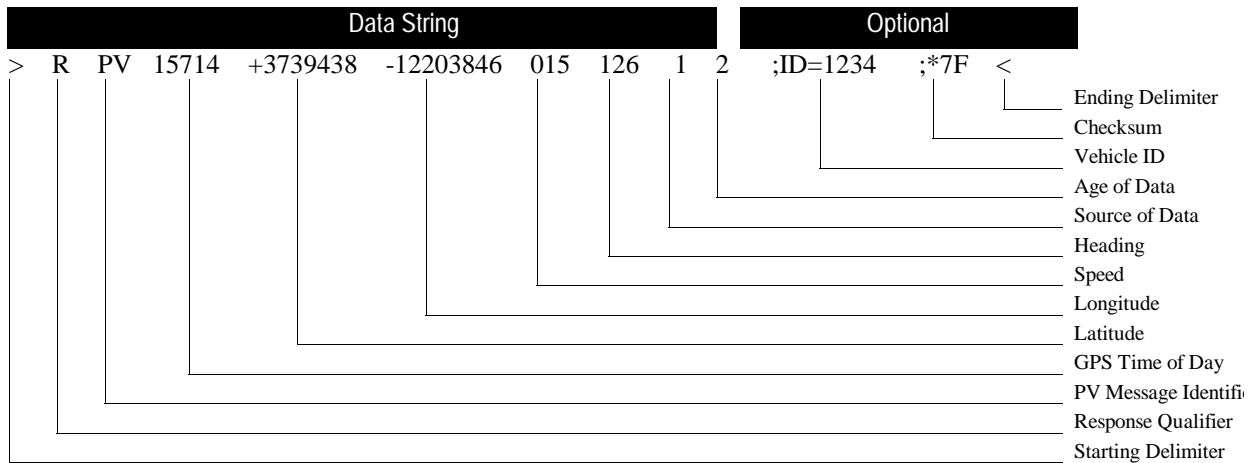 Data String Optional
> R PV 15714 +3739438 -12203846 015 126 1 2 ;ID=1234 ;*7F <
Ending Delimiter
Checksum
Vehicle ID
Age of Data
Source of Data
Heading
Speed
Longitude
Latitude
GPS Time of Day
PV Message Identifi
Response Qualifier
Starting Delimiter